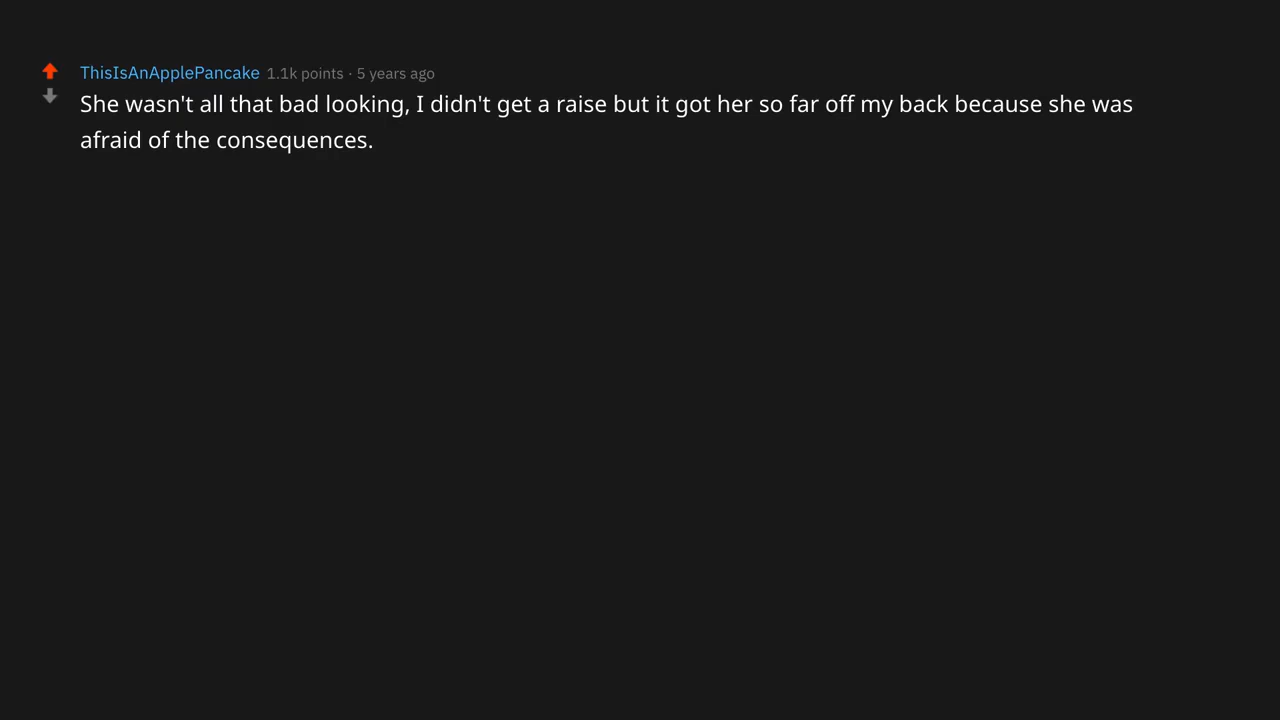 ThisIsAnApplePancake 1.1k points · 5 years ago
She wasn't all that bad looking, I didn't get a raise but it got her so far off my back because she was
afraid of the consequences.